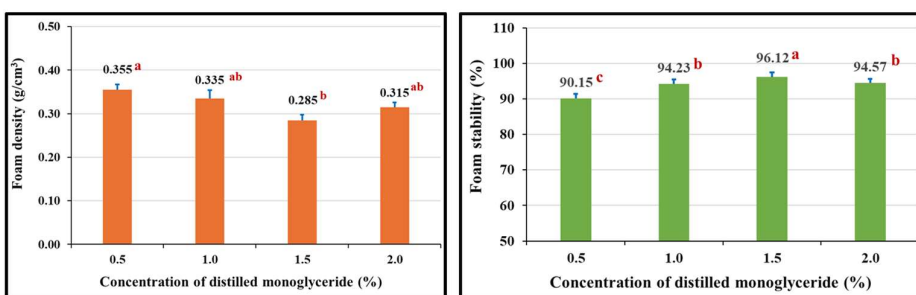 Foam density (g/cm³)
0.50
0.40
0.30
0.20
0.10
0.00
0.355 a
0.335 ab
0.285 b
0.315 ab
0.5 1.0 1.5 2.0
Concentration of distilled monoglyceride (%)
Foam stability (%)
110
100
90
80
70
60
50
90.15 c
94.23 b
96.12 a
94.57 b
0.5 1.0 1.5 2.0
Concentration of distilled monoglyceride (%)